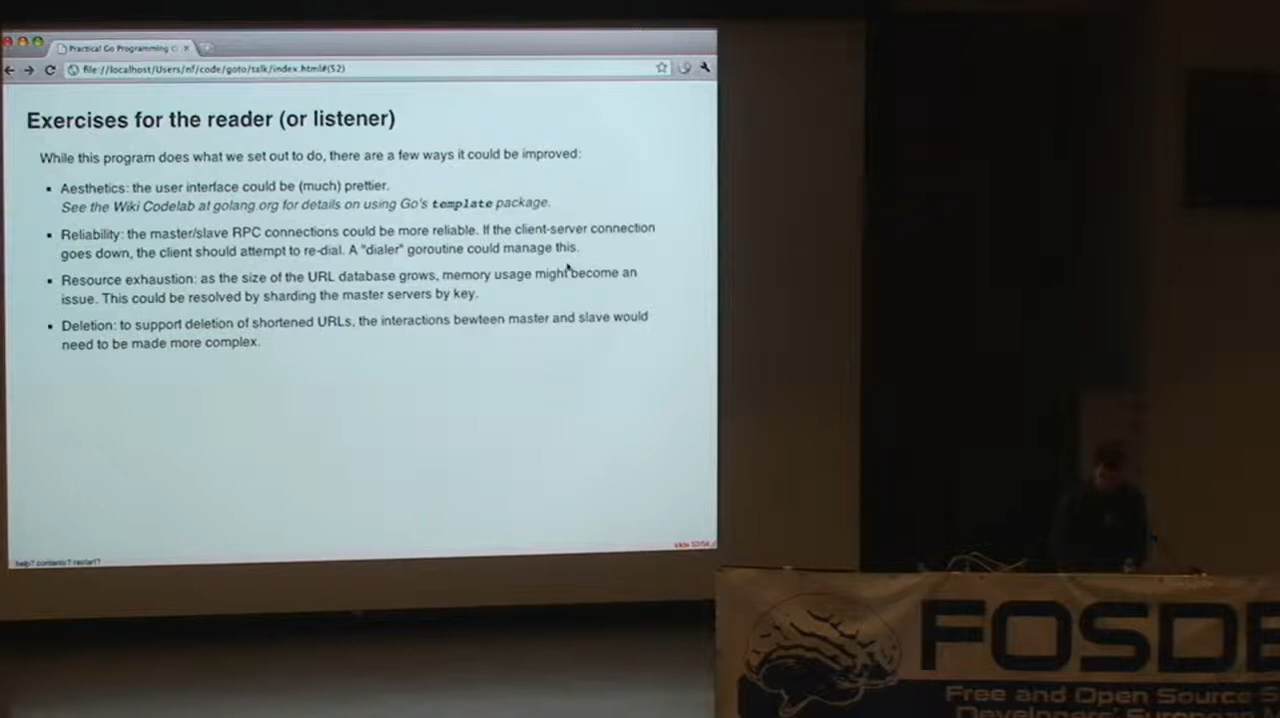 Practical Go Programming
file://localhost/Users/nf/code/goto/talk/index.html#(52)
Exercises for the reader (or listener)
While this program does what we set out to do, there are a few ways it could be improved:
Aesthetics: the user interface could be (much) prettier.
See the Wiki Codelab at golang.org for details on using Go's template package.
Reliability: the master/slave RPC connections could be more reliable. If the client-server connection
goes down, the client should attempt to re-dial. A "dialer" goroutine could manage this.
Resource exhaustion: as the size of the URL database grows, memory usage might become an
issue. This could be resolved by sharding the master servers by key.
Deletion: to support deletion of shortened URLs, the interactions bewteen master and slave would
need to be made more complex.
help? contents? restart?
FOSDE
Free and Open Source S
Developers' European